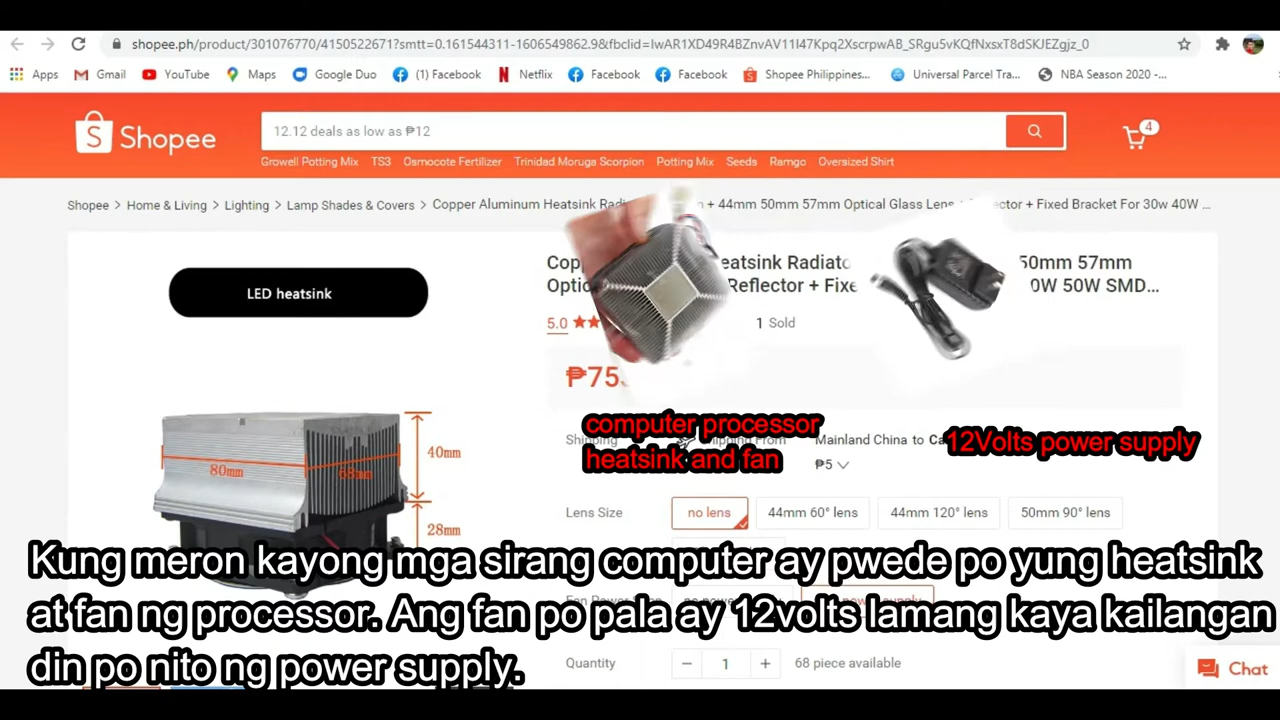 shopee.ph/product/301076770/4150522671?smtt=0.161544311-1606549862.9&fbclid=IwAR1XD49R4BZnvAV11I47Kpq2XscrpwAB_SRgu5vKQfNxsxT8dSKJEZgjz_0
Apps Gmail YouTube Maps Google Duo (1) Facebook Netflix Facebook Facebook Shopee Philippines... Universal Parcel Tra... NBA Season 2020 -...
Shopee
12.12 deals as low as ₱12
4
Growell Potting Mix TS3 Osmocote Fertilizer Trinidad Moruga Scorpion Potting Mix Seeds Ramgo Oversized Shirt
Shopee > Home & Living > Lighting > Lamp Shades & Covers > Copper Aluminum Heatsink + 44mm 50mm 57mm Optical Glass Lens + Reflector + Fixed Bracket For 30w 40W ...
LED heatsink
eatsink 50mm 57mm
Reflector + Fixe 50W SMD...
5.0 1 Sold
₱75
computer processor
heatsink and fan
12Volts power supply
Shipping Shipping From Mainland China to
₱5
Lens Size no lens 44mm 60° lens 44mm 120° lens 50mm 90° lens
80mm 68mm 40mm
28mm
Kung meron kayong mga sirang computer ay pwede po yung heatsink
at fan ng processor. Ang fan po pala ay 12volts lamang kaya kailangan
din po nito ng power supply.
Quantity − 1 + 68 piece available
Chat